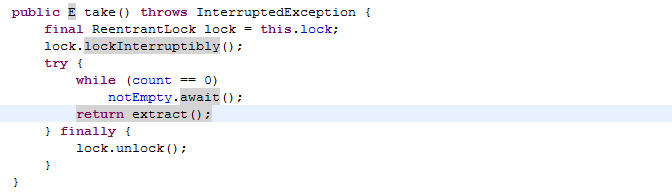 public E take() throws InterruptedException {
    final ReentrantLock lock = this.lock;
    lock.lockInterruptibly();
    try {
        while (count == 0)
            notEmpty.await();
        return extract();
    } finally {
        lock.unlock();
    }
}